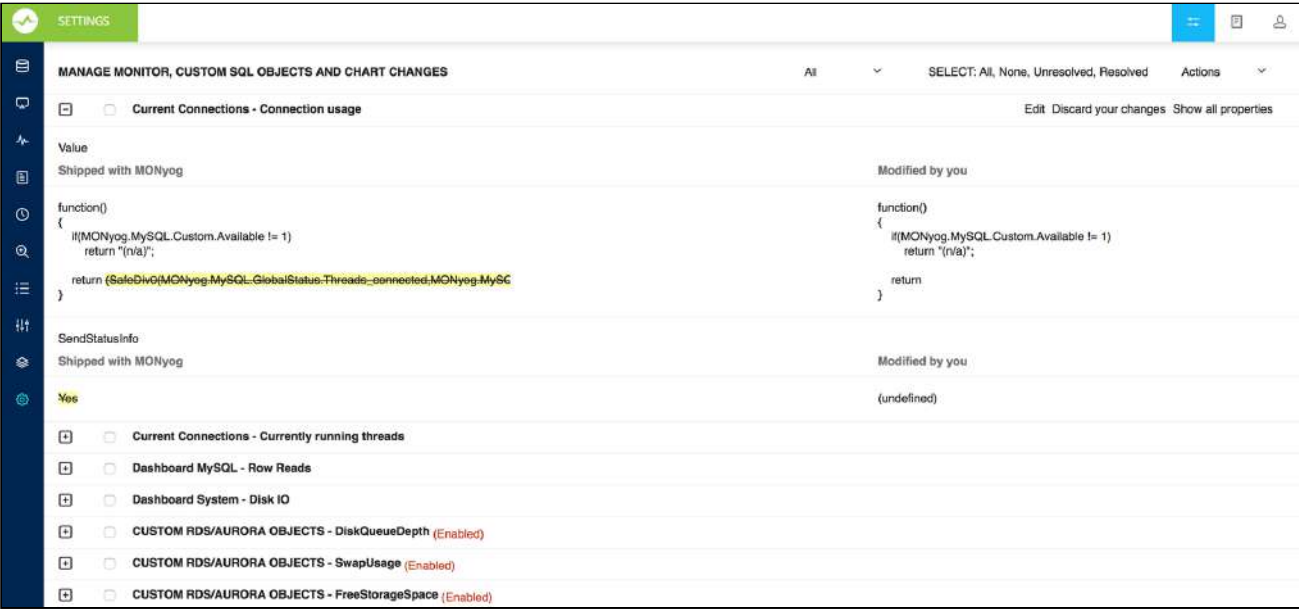 SETTINGS
MANAGE MONITOR, CUSTOM SQL OBJECTS AND CHART CHANGES All SELECT: All, None, Unresolved, Resolved Actions
Current Connections - Connection usage Edit Discard your changes Show all properties
Value
Shipped with MONyog Modified by you
function() function()
{ {
if(MONyog.MySQL.Custom.Available != 1) if(MONyog.MySQL.Custom.Available != 1)
return "(n/a)"; return "(n/a)";
return (SafeDiv0(MONyog.MySQL.GlobalStatus.Threads_connected,MONyog.MySC return
} }
SendStatusInfo
Shipped with MONyog Modified by you
Yes (undefined)
Current Connections - Currently running threads
Dashboard MySQL - Row Reads
Dashboard System - Disk IO
CUSTOM RDS/AURORA OBJECTS - DiskQueueDepth (Enabled)
CUSTOM RDS/AURORA OBJECTS - SwapUsage (Enabled)
CUSTOM RDS/AURORA OBJECTS - FreeStorageSpace (Enabled)